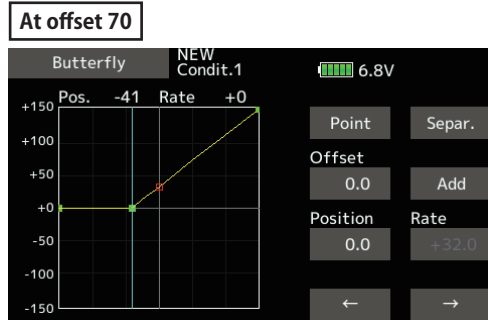 At offset 70
Butterfly
NEW
Condit.1
6.8V
Pos. -41 Rate +0
+150
+100
+50
+0
-50
-100
-150
Point Separ.
Offset
0.0 Add
Position Rate
0.0 +32.0
← →